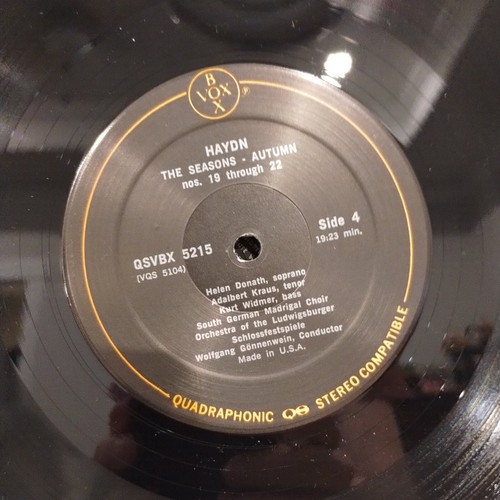 B
VOX
X
®
HAYDN
THE SEASONS - AUTUMN
nos. 19 through 22
QSVBX 5215
(VQS 5104)
Side 4
19:23 min.
Helen Donath, soprano
Adalbert Kraus, tenor
Kurt Widmer, bass
South German Madrigal Choir
Orchestra of the Ludwigsburger
Schlossfestspiele
Wolfgang Gönnenwein, Conductor
Made in U.S.A.
QUADRAPHONIC QS STEREO COMPATIBLE